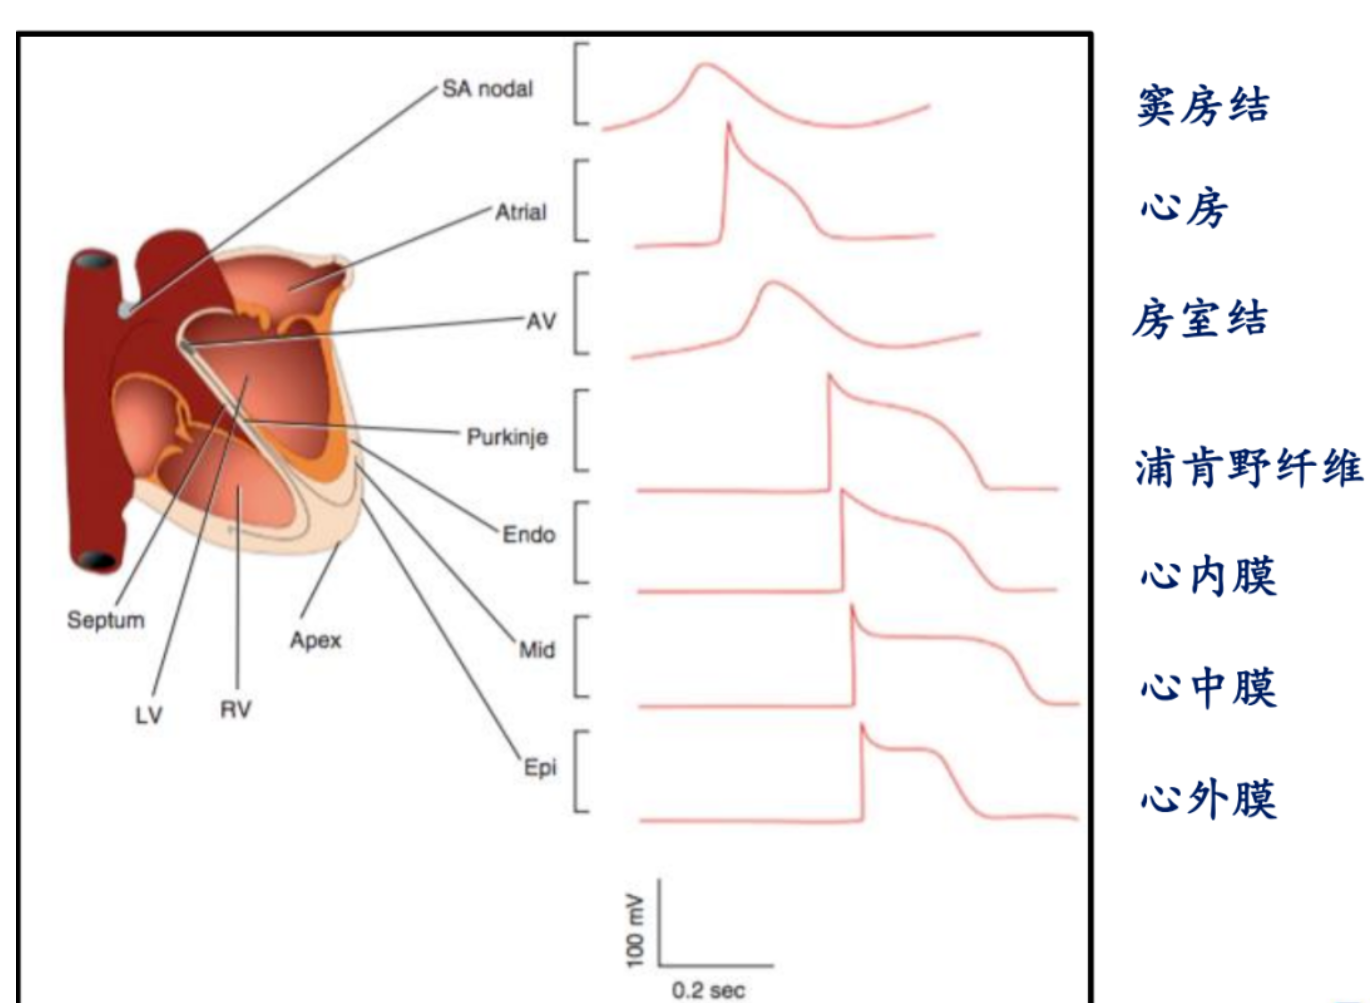 SA nodal
窦房结
Atrial
心房
AV
房室结
Purkinje
浦肯野纤维
Endo
心内膜
Septum
Apex
Mid
心中膜
LV
RV
Epi
心外膜
100 mV
0.2 sec